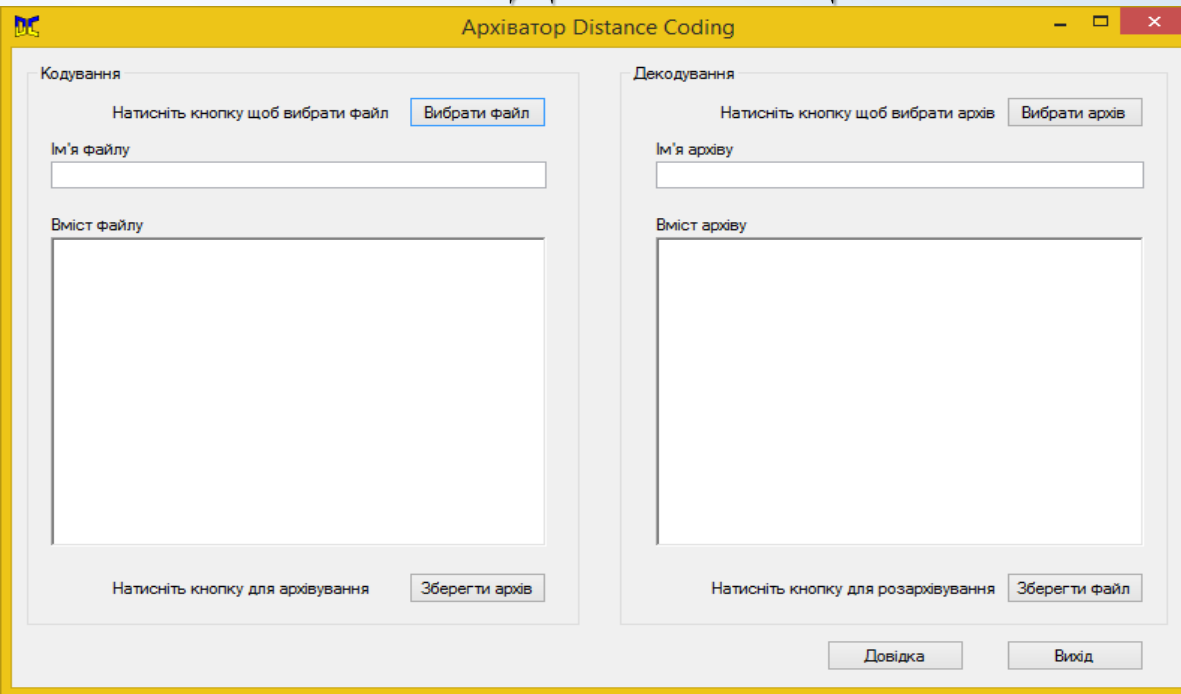 DC
Архіватор Distance Coding
Кодування
Натисніть кнопку щоб вибрати файл
Вибрати файл
Ім'я файлу
Вміст файлу
Натисніть кнопку для архівування
Зберегти архів
Декодування
Натисніть кнопку щоб вибрати архів
Вибрати архів
Ім'я архіву
Вміст архіву
Натисніть кнопку для розархівування
Зберегти файл
Довідка
Вихід